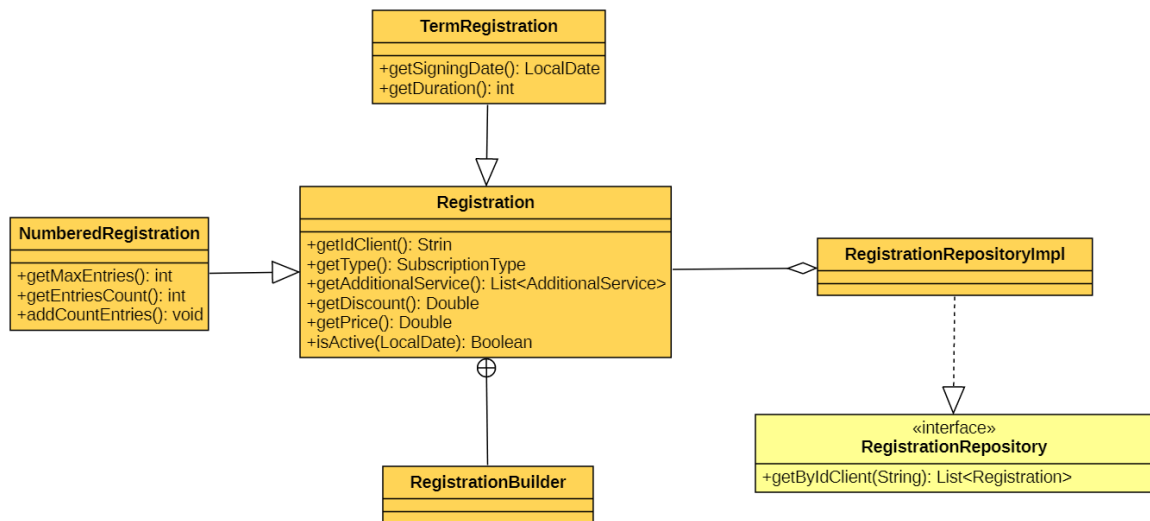 TermRegistration
+getSigningDate(): LocalDate
+getDuration(): int
Registration
+getIdClient(): Strin
+getType(): SubscriptionType
+getAdditionalService(): List<AdditionalService>
+getDiscount(): Double
+getPrice(): Double
+isActive(LocalDate): Boolean
NumberedRegistration
+getMaxEntries(): int
+getEntriesCount(): int
+addCountEntries(): void
RegistrationRepositoryImpl
«interface»
RegistrationRepository
+getByIdClient(String): List<Registration>
RegistrationBuilder